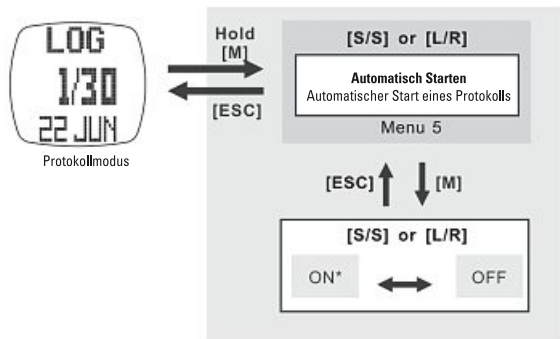 LOG
1/30
22 JUN
Protokollmodus
Hold
[M]
[ESC]
[S/S] or [L/R]
Automatisch Starten
Automatischer Start eines Protokolls
Menu 5
[ESC]
[M]
[S/S] or [L/R]
ON*
OFF